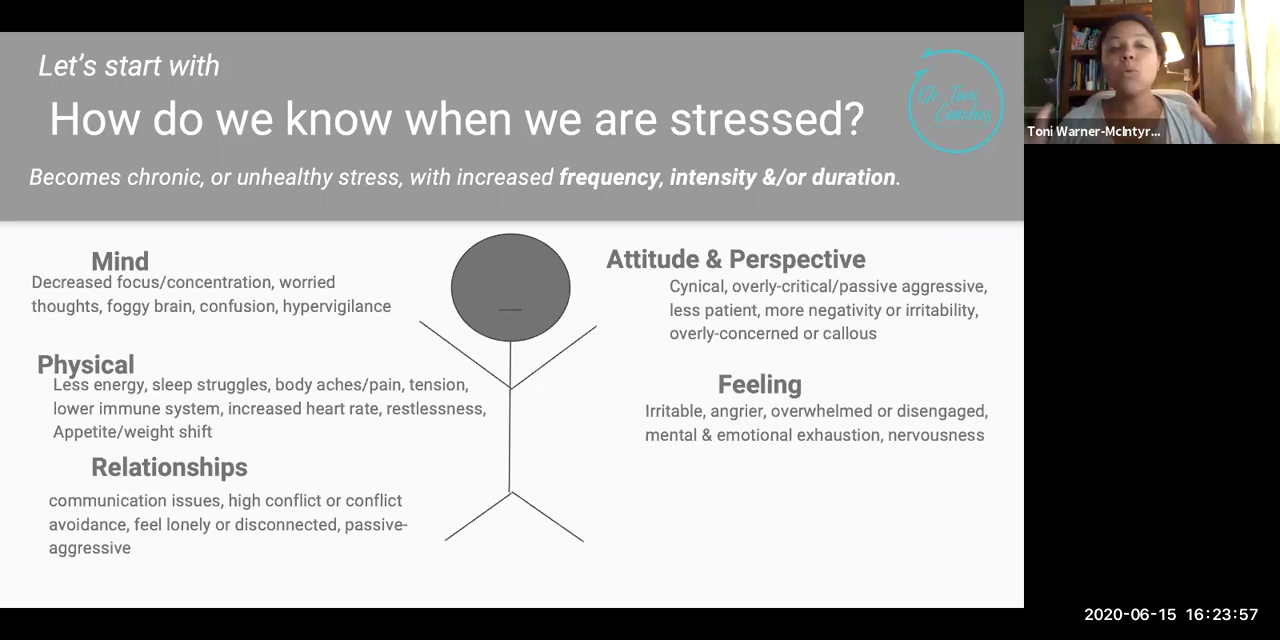 Let's start with
How do we know when we are stressed?
Becomes chronic, or unhealthy stress, with increased frequency, intensity &/or duration.
Dr. Toni
Coaches
Toni Warner-McIntyr...
Mind
Decreased focus/concentration, worried
thoughts, foggy brain, confusion, hypervigilance
Physical
Less energy, sleep struggles, body aches/pain, tension,
lower immune system, increased heart rate, restlessness,
Appetite/weight shift
Relationships
communication issues, high conflict or conflict
avoidance, feel lonely or disconnected, passive-
aggressive
Attitude & Perspective
Cynical, overly-critical/passive aggressive,
less patient, more negativity or irritability,
overly-concerned or callous
Feeling
Irritable, angrier, overwhelmed or disengaged,
mental & emotional exhaustion, nervousness
2020-06-15 16:23:57